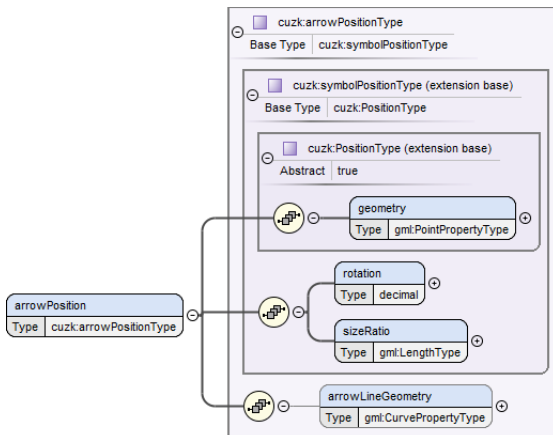 cuzk:arrowPositionType
Base Type cuzk:symbolPositionType
cuzk:symbolPositionType (extension base)
Base Type cuzk:PositionType
cuzk:PositionType (extension base)
Abstract true
geometry
Type gml:PointPropertyType
rotation
Type decimal
arrowPosition
Type cuzk:arrowPositionType
sizeRatio
Type gml:LengthType
arrowLineGeometry
Type gml:CurvePropertyType